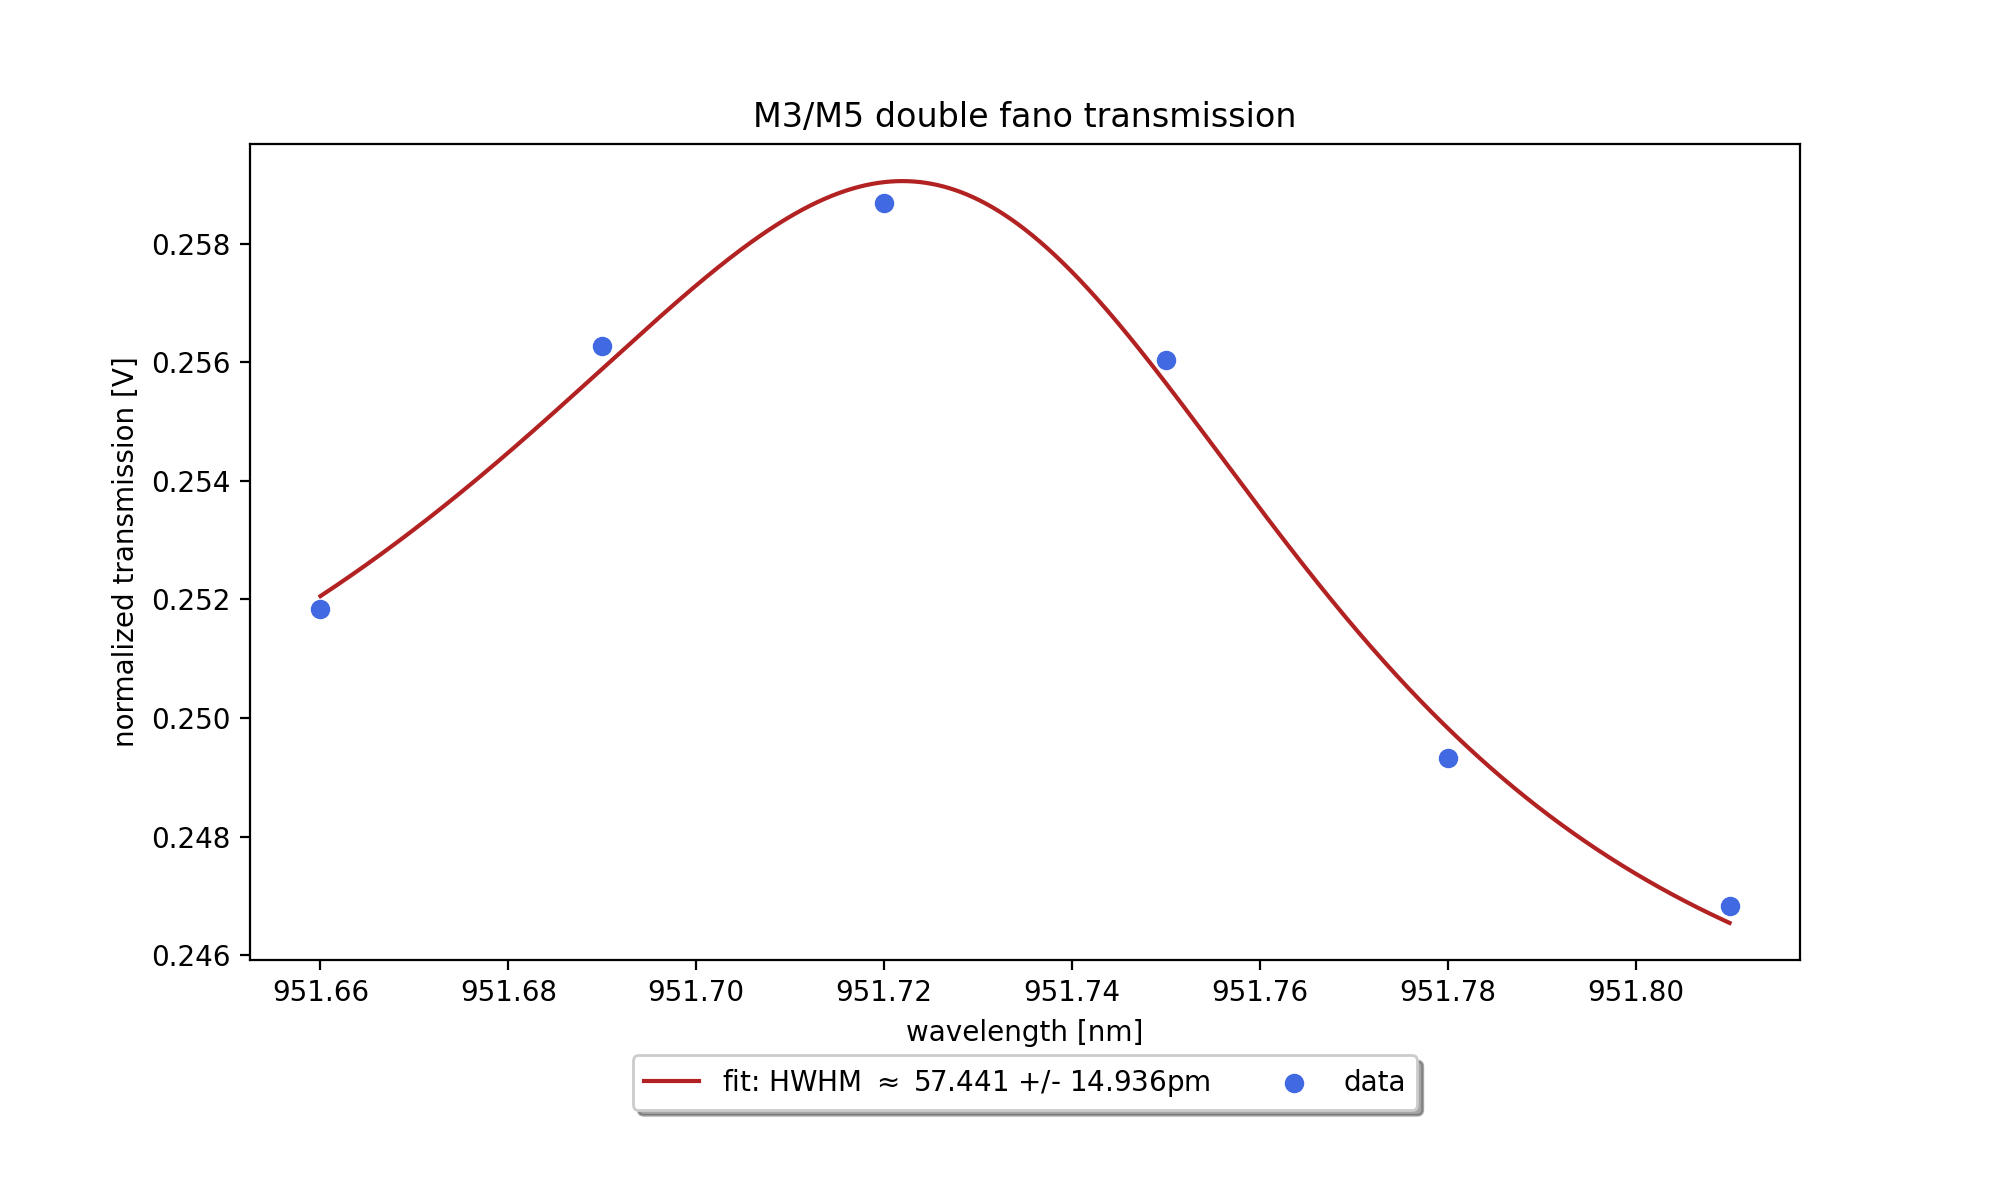 M3/M5 double fano transmission
normalized transmission [V]
0.258
0.256
0.254
0.252
0.250
0.248
0.246
951.66 951.68 951.70 951.72 951.74 951.76 951.78 951.80
wavelength [nm]
fit: HWHM ≈ 57.441 +/- 14.936pm data